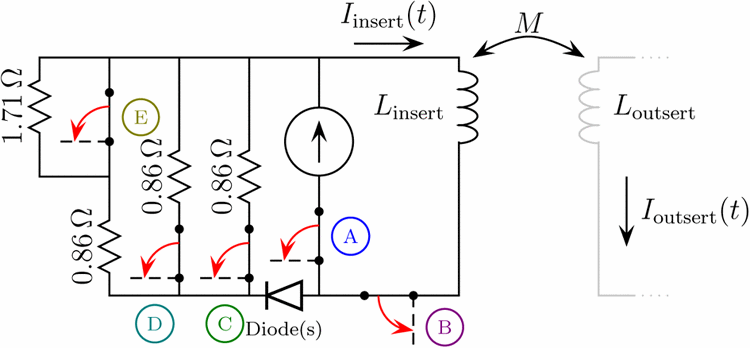 I_insert(t)
M
1.71 Ω
E
0.86 Ω
0.86 Ω
L_insert
L_outsert
0.86 Ω
A
I_outsert(t)
D
C
Diode(s)
B